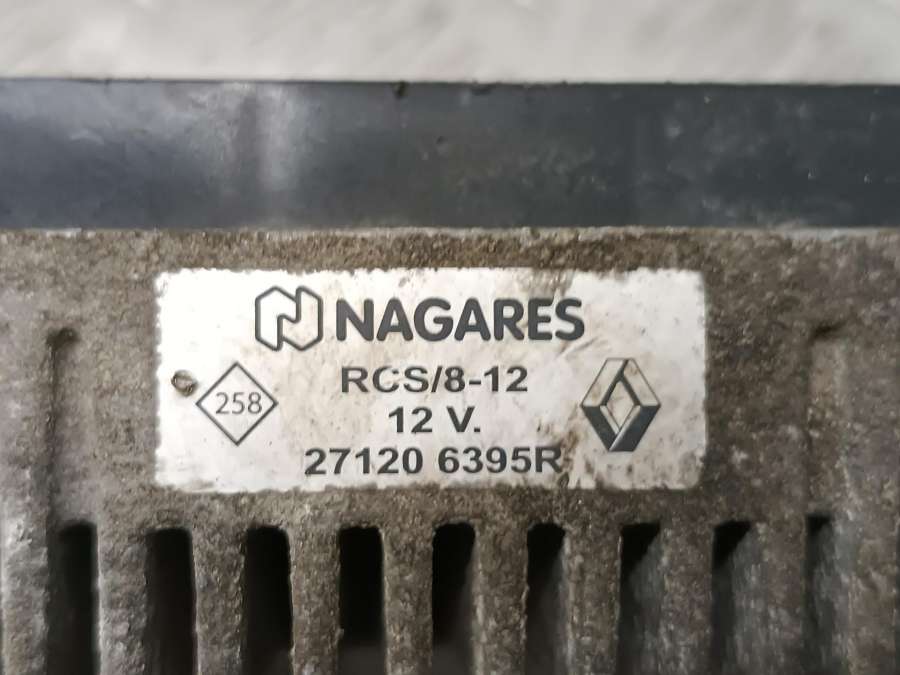 NAGARES
RCS/8-12
258
12 V.
27120 6395R